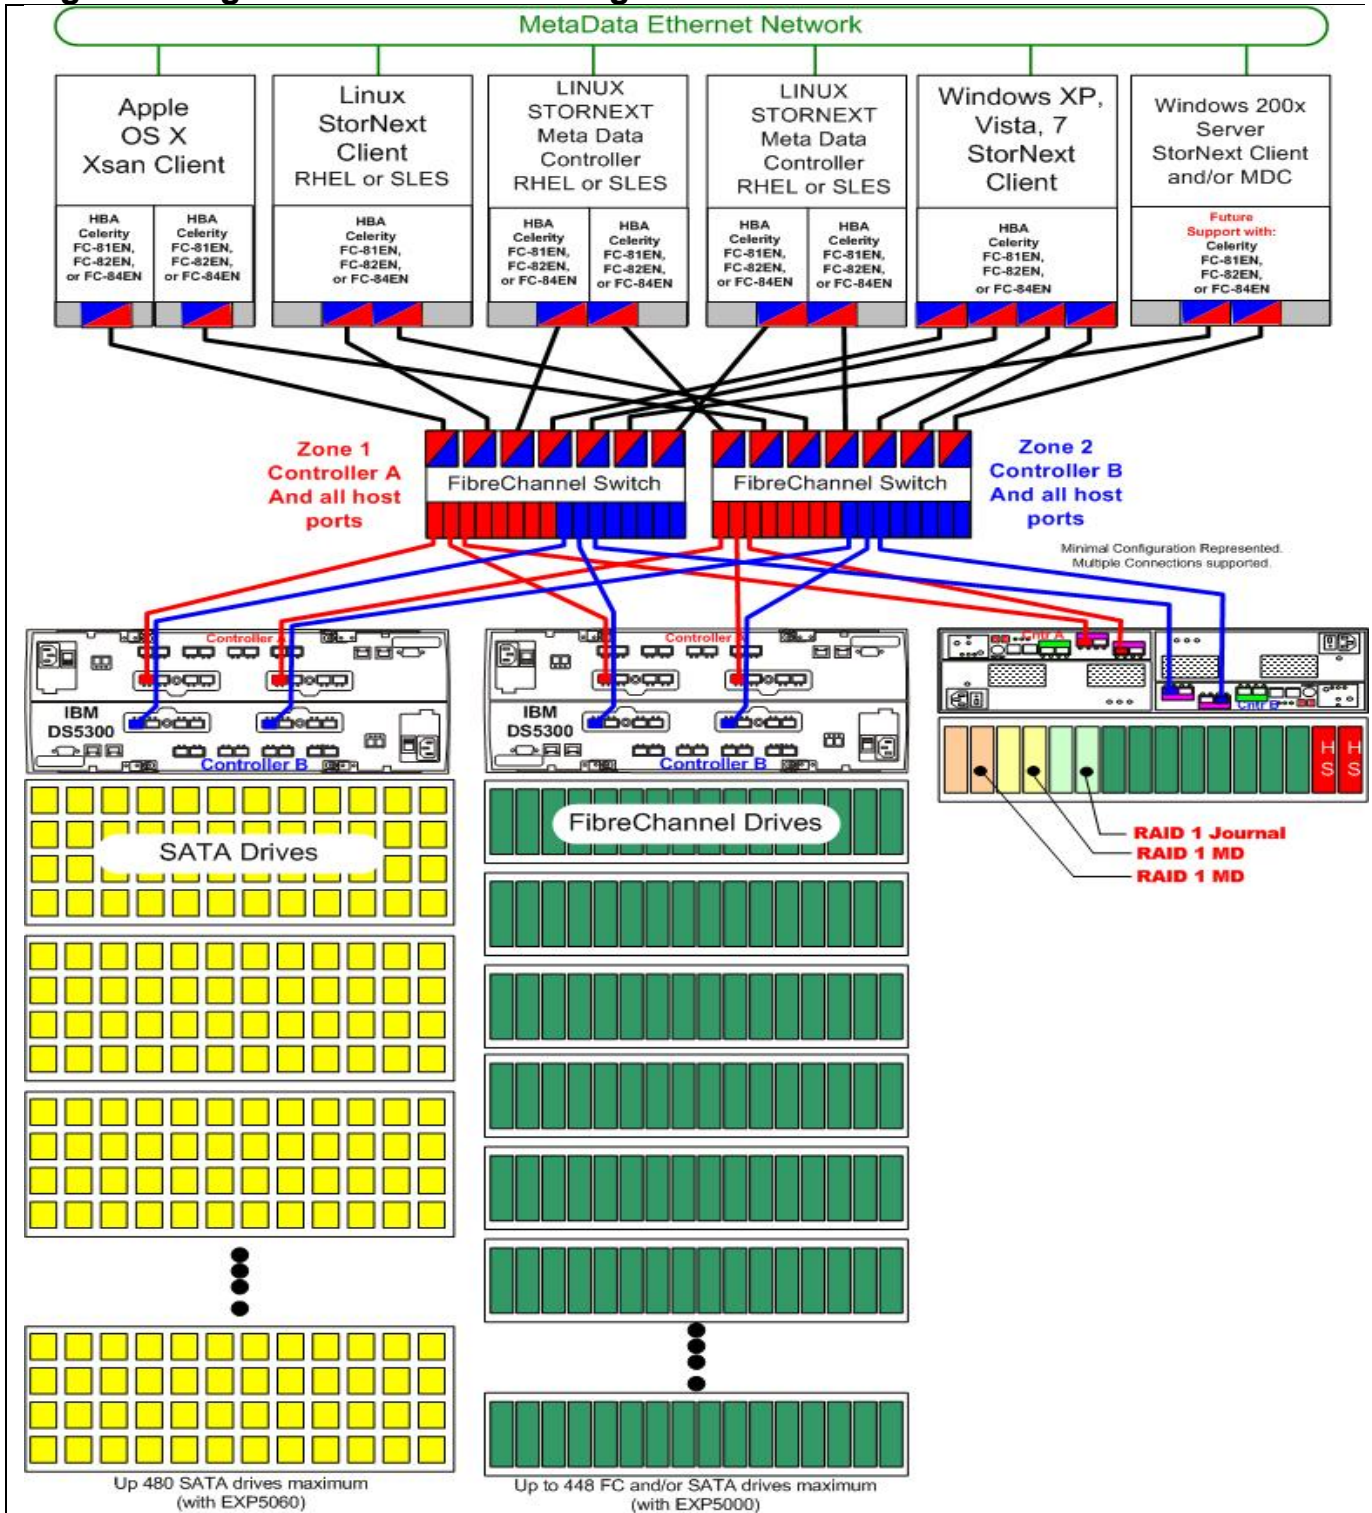 MetaData Ethernet Network
Apple
OS X
Xsan Client
HBA
Celerity
FC-81EN,
FC-82EN,
or FC-84EN
HBA
Celerity
FC-81EN,
FC-82EN,
or FC-84EN
Linux
StorNext
Client
RHEL or SLES
HBA
Celerity
FC-81EN,
FC-82EN,
or FC-84EN
LINUX
STORNEXT
Meta Data
Controller
RHEL or SLES
HBA
Celerity
FC-81EN,
FC-82EN,
or FC-84EN
HBA
Celerity
FC-81EN,
FC-82EN,
or FC-84EN
LINUX
STORNEXT
Meta Data
Controller
RHEL or SLES
HBA
Celerity
FC-81EN,
FC-82EN,
or FC-84EN
HBA
Celerity
FC-81EN,
FC-82EN,
or FC-84EN
Windows XP,
Vista, 7
StorNext
Client
HBA
Celerity
FC-81EN,
FC-82EN,
or FC-84EN
Windows 200x
Server
StorNext Client
and/or MDC
Future
Support with:
Celerity
FC-81EN,
FC-82EN,
or FC-84EN
Zone 1
Controller A
And all host
ports
FibreChannel Switch
FibreChannel Switch
Zone 2
Controller B
And all host
ports
Minimal Configuration Represented.
Multiple Connections supported.
Controller A
IBM
DS5300
Controller B
Controller A
IBM
DS5300
Controller B
Cntr A
Cntr B
SATA Drives
FibreChannel Drives
H
S
H
S
RAID 1 Journal
RAID 1 MD
RAID 1 MD
Up 480 SATA drives maximum
(with EXP5060)
Up to 448 FC and/or SATA drives maximum
(with EXP5000)